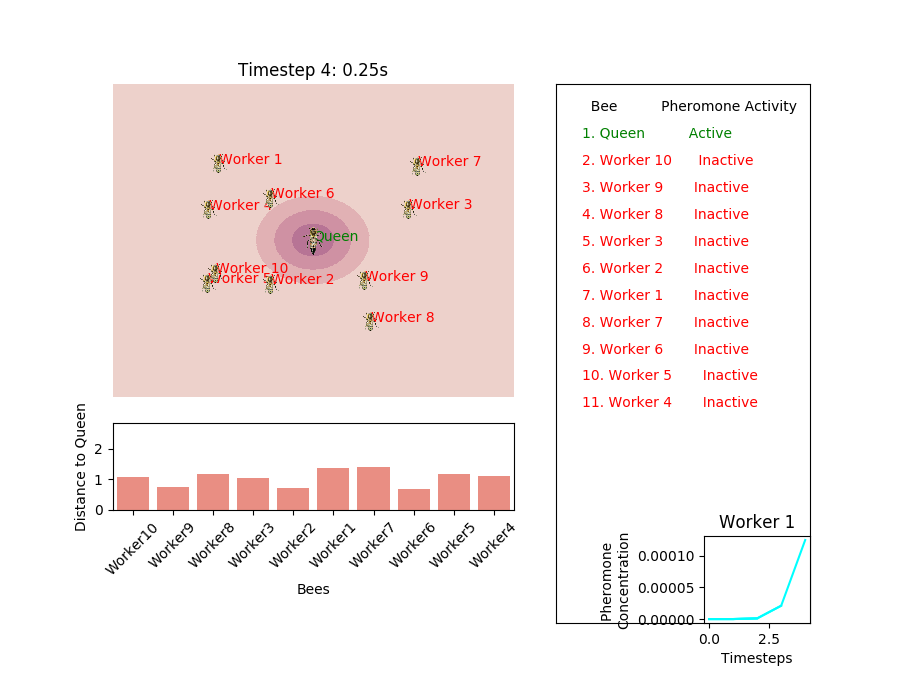 Timestep 4: 0.25s
Worker 1
Worker 7
Worker 6
Worker 4
Worker 3
Queen
Worker 10
Worker 5
Worker 2
Worker 9
Worker 8
Distance to Queen
2
1
0
Worker10
Worker9
Worker8
Worker3
Worker2
Worker1
Worker7
Worker6
Worker5
Worker4
Bees
Bee Pheromone Activity
1. Queen Active
2. Worker 10 Inactive
3. Worker 9 Inactive
4. Worker 8 Inactive
5. Worker 3 Inactive
6. Worker 2 Inactive
7. Worker 1 Inactive
8. Worker 7 Inactive
9. Worker 6 Inactive
10. Worker 5 Inactive
11. Worker 4 Inactive
Worker 1
Pheromone
Concentration
0.00010
0.00005
0.00000
0.0 2.5
Timesteps